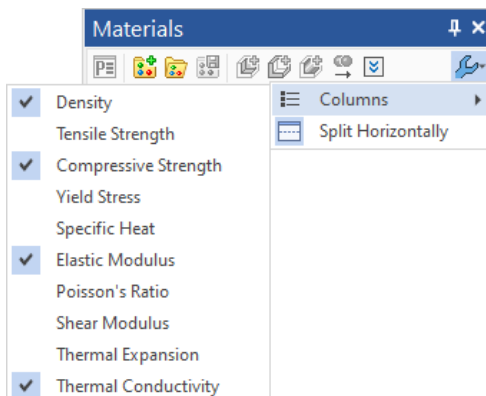 Materials
PE
Density
Tensile Strength
Compressive Strength
Yield Stress
Specific Heat
Elastic Modulus
Poisson's Ratio
Shear Modulus
Thermal Expansion
Thermal Conductivity
Columns
Split Horizontally